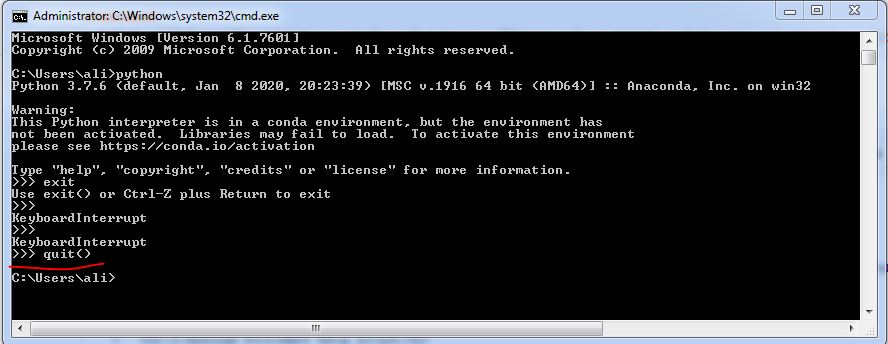 Administrator: C:\Windows\system32\cmd.exe
Microsoft Windows [Version 6.1.7601]
Copyright (c) 2009 Microsoft Corporation.  All rights reserved.
C:\Users\ali>python
Python 3.7.6 (default, Jan  8 2020, 20:23:39) [MSC v.1916 64 bit (AMD64)] :: Anaconda, Inc. on win32
Warning:
This Python interpreter is in a conda environment, but the environment has
not been activated.  Libraries may fail to load.  To activate this environment
please see https://conda.io/activation
Type "help", "copyright", "credits" or "license" for more information.
>>> exit
Use exit() or Ctrl-Z plus Return to exit
>>>
KeyboardInterrupt
>>>
KeyboardInterrupt
>>> quit()
C:\Users\ali>